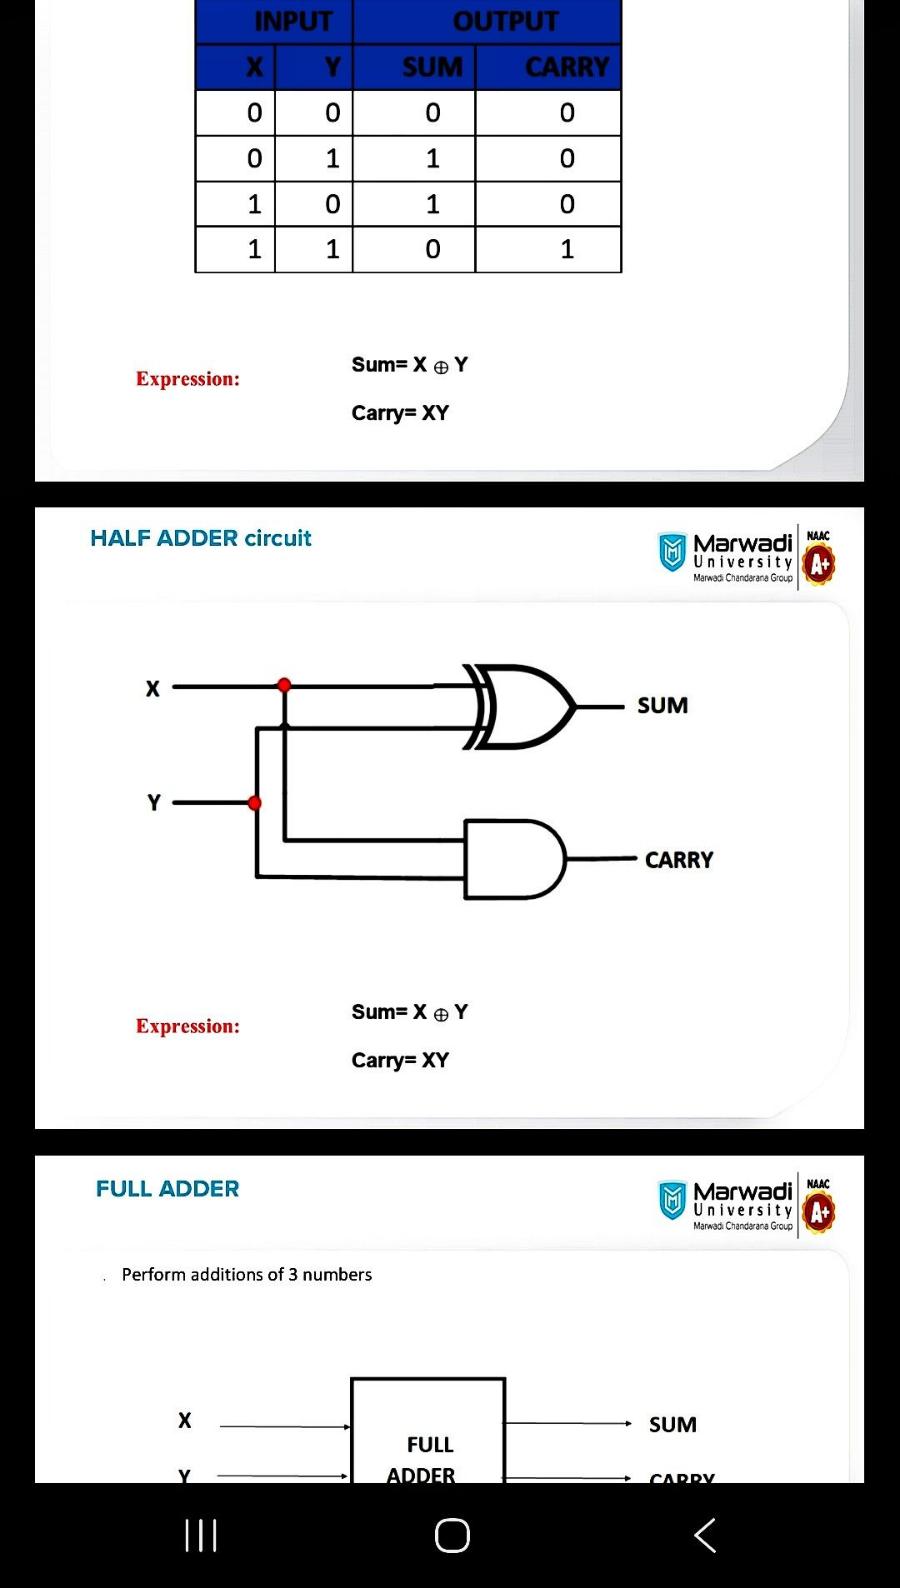 INPUT OUTPUT
X Y SUM CARRY
0 0 0 0
0 1 1 0
1 0 1 0
1 1 0 1
Expression:
Sum= X ⊕ Y
Carry= XY
HALF ADDER circuit
Marwadi
University
Marwadi Chandarana Group
NAAC
A+
X
SUM
Y
CARRY
Expression:
Sum= X ⊕ Y
Carry= XY
FULL ADDER
Marwadi
University
Marwadi Chandarana Group
NAAC
A+
. Perform additions of 3 numbers
X
FULL
ADDER
SUM
Y
CARRY